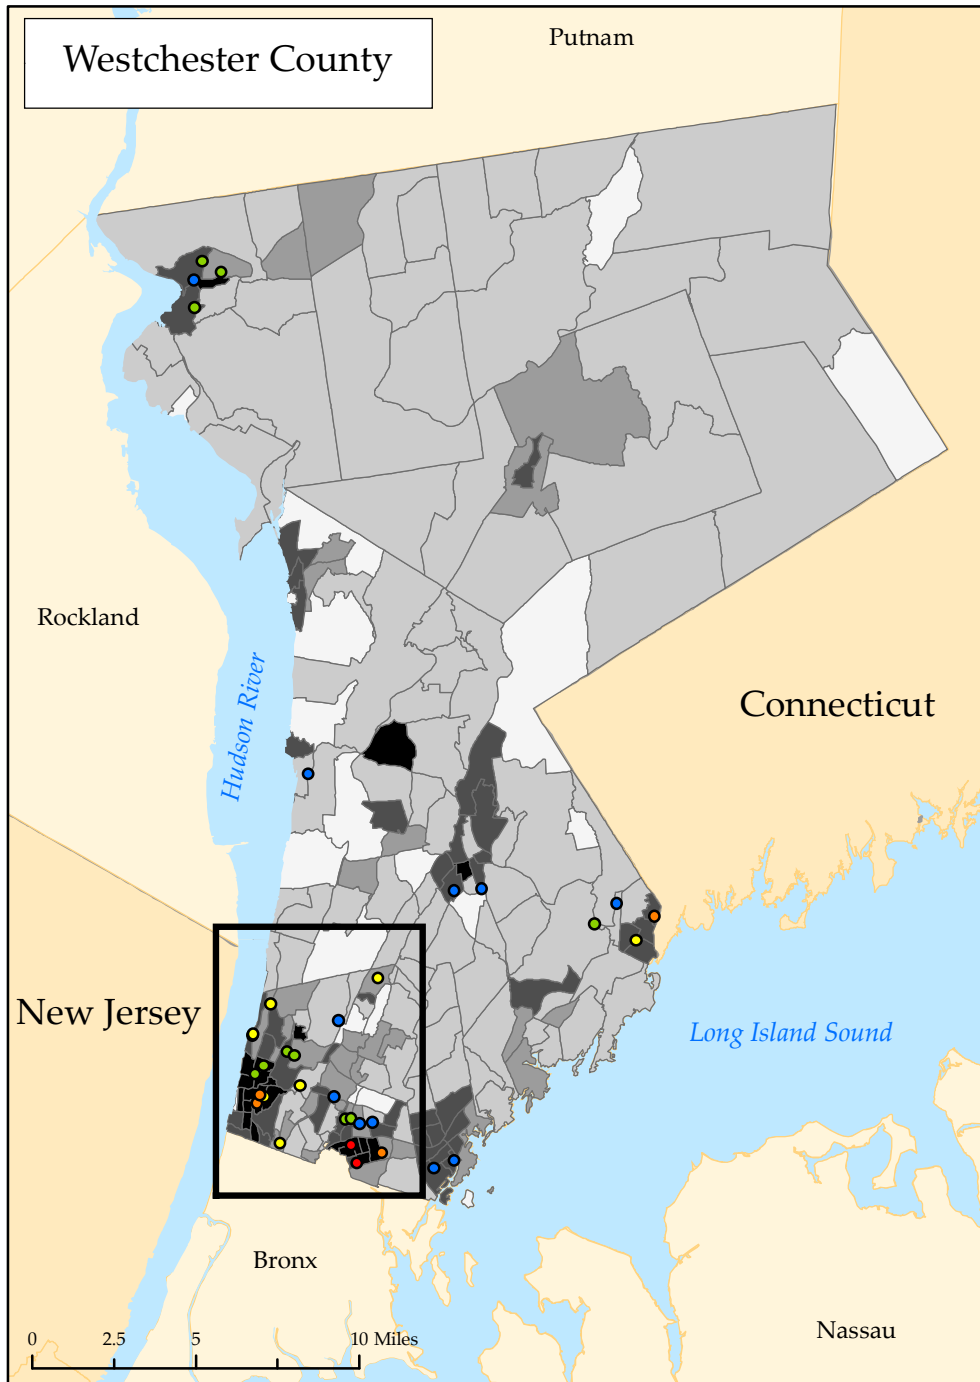 Westchester County
Putnam
Rockland
Hudson River
Connecticut
New Jersey
Long Island Sound
Bronx
Nassau
0 2.5 5 10 Miles